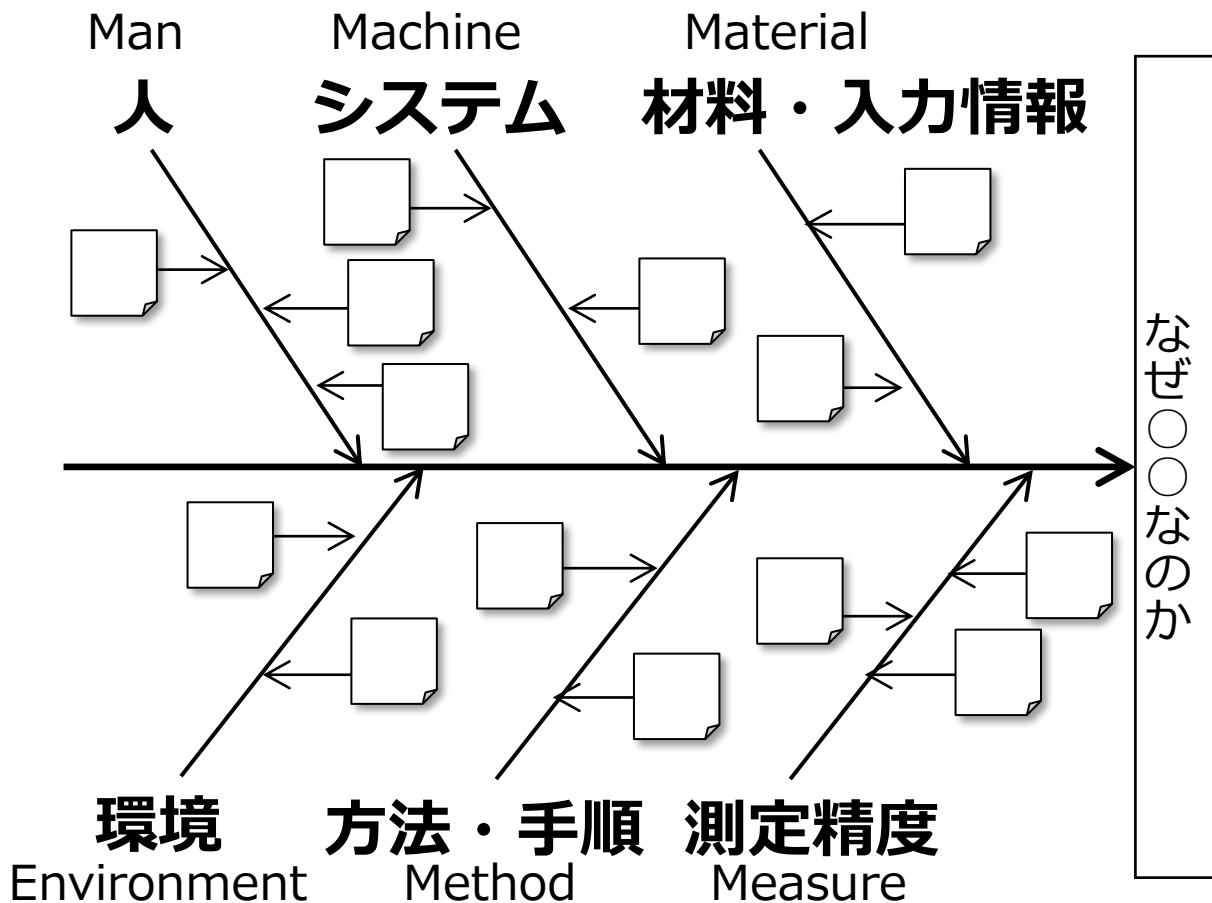 Man
Machine
Material
人
システム
材料・入力情報
なぜ○○なのか
環境
方法・手順
測定精度
Environment
Method
Measure